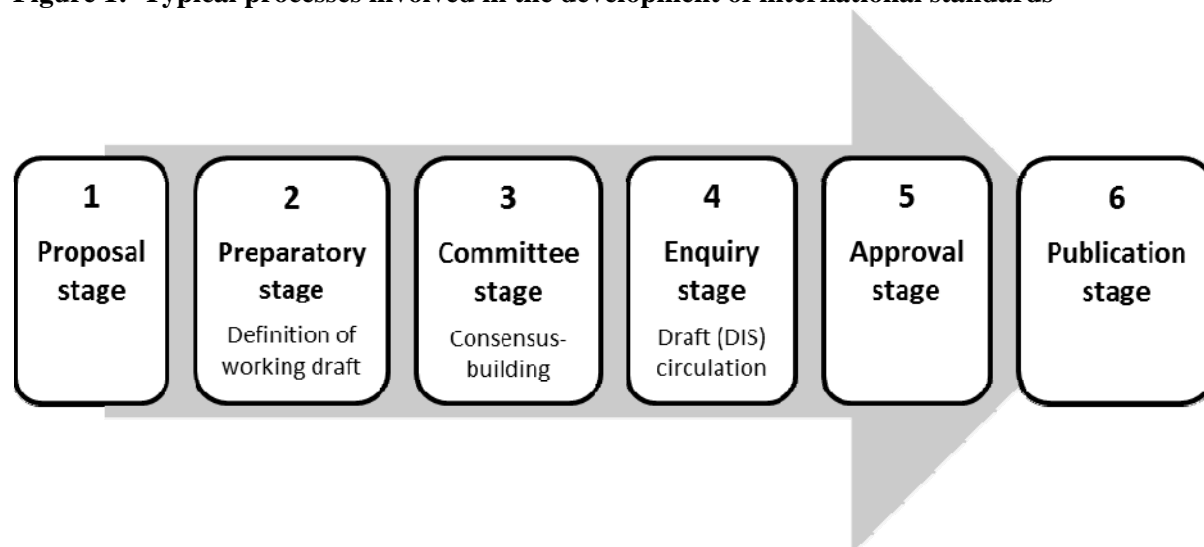 Figure 1. Typical processes involved in the development of international standards
1
Proposal
stage
2
Preparatory
stage
Definition of
working draft
3
Committee
stage
Consensus-
building
4
Enquiry
stage
Draft (DIS)
circulation
5
Approval
stage
6
Publication
stage